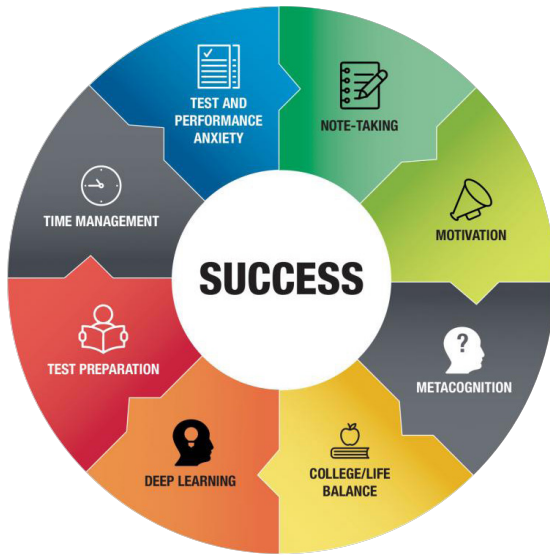 TEST AND
PERFORMANCE
ANXIETY
NOTE-TAKING
TIME MANAGEMENT
MOTIVATION
SUCCESS
TEST PREPARATION
?
METACOGNITION
DEEP LEARNING
COLLEGE/LIFE
BALANCE